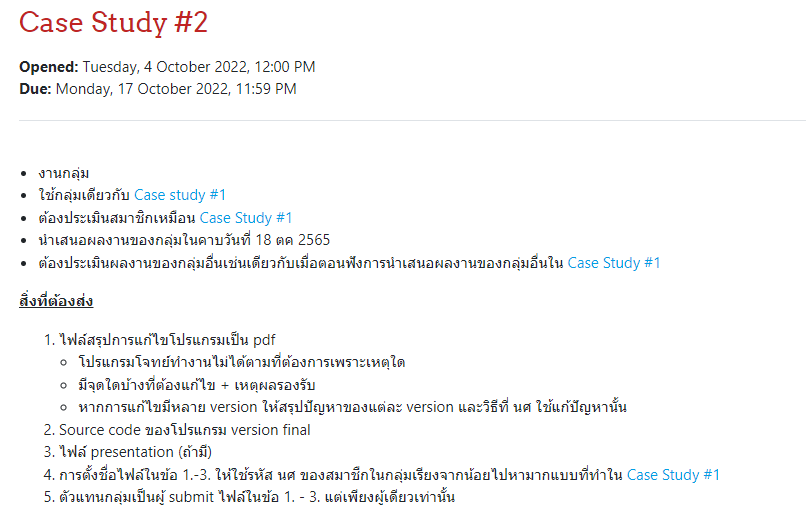 Case Study #2
Opened: Tuesday, 4 October 2022, 12:00 PM
Due: Monday, 17 October 2022, 11:59 PM
งานกลุ่ม
ใช้กลุ่มเดียวกับ Case study #1
ต้องประเมินสมาชิกเหมือน Case Study #1
นำเสนอผลงานของกลุ่มในคาบวันที่ 18 ตค 2565
ต้องประเมินผลงานของกลุ่มอื่นเช่นเดียวกับเมื่อตอนฟังการนำเสนอผลงานของกลุ่มอื่นใน Case Study #1
สิ่งที่ต้องส่ง
1. ไฟล์สรุปการแก้ไขโปรแกรมเป็น pdf
โปรแกรมโจทย์ทำงานไม่ได้ตามที่ต้องการเพราะเหตุใด
มีจุดใดบ้างที่ต้องแก้ไข + เหตุผลรองรับ
หากการแก้ไขมีหลาย version ให้สรุปปัญหาของแต่ละ version และวิธีที่ นศ ใช้แก้ปัญหานั้น
2. Source code ของโปรแกรม version final
3. ไฟล์ presentation (ถ้ามี)
4. การตั้งชื่อไฟล์ในข้อ 1.-3. ให้ใช้รหัส นศ ของสมาชิกในกลุ่มเรียงจากน้อยไปหามากแบบที่ทำใน Case Study #1
5. ตัวแทนกลุ่มเป็นผู้ submit ไฟล์ในข้อ 1. - 3. แต่เพียงผู้เดียวเท่านั้น